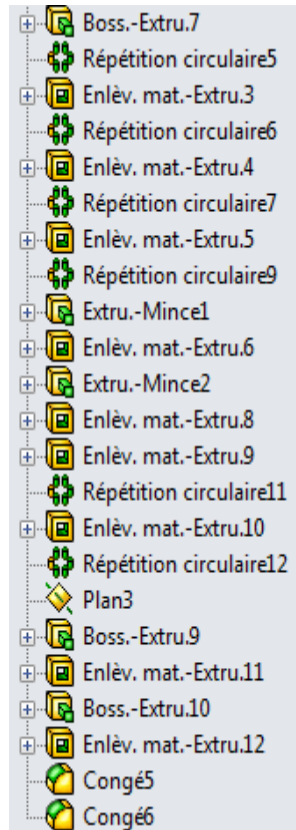 Boss.-Extru.7
Répétition circulaire5
Enlèv. mat.-Extru.3
Répétition circulaire6
Enlèv. mat.-Extru.4
Répétition circulaire7
Enlèv. mat.-Extru.5
Répétition circulaire9
Extru.-Mince1
Enlèv. mat.-Extru.6
Extru.-Mince2
Enlèv. mat.-Extru.8
Enlèv. mat.-Extru.9
Répétition circulaire11
Enlèv. mat.-Extru.10
Répétition circulaire12
Plan3
Boss.-Extru.9
Enlèv. mat.-Extru.11
Boss.-Extru.10
Enlèv. mat.-Extru.12
Congé5
Congé6